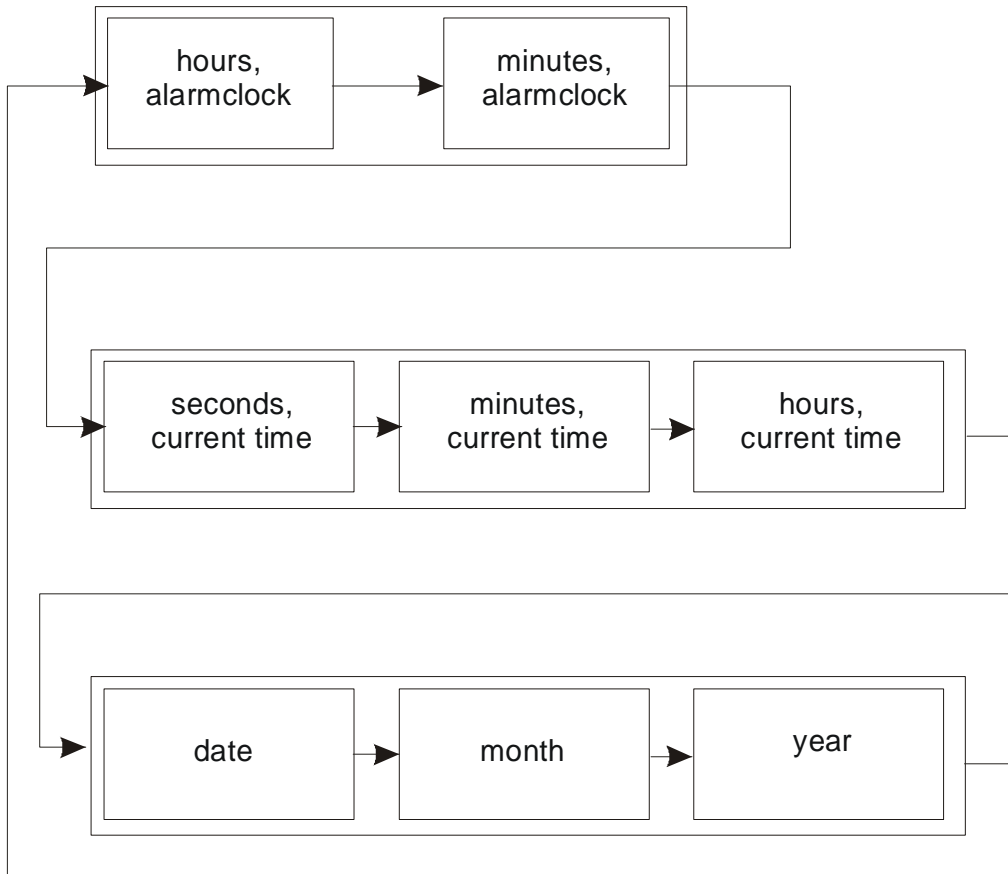 hours,
alarmclock
minutes,
alarmclock
seconds,
current time
minutes,
current time
hours,
current time
date
month
year